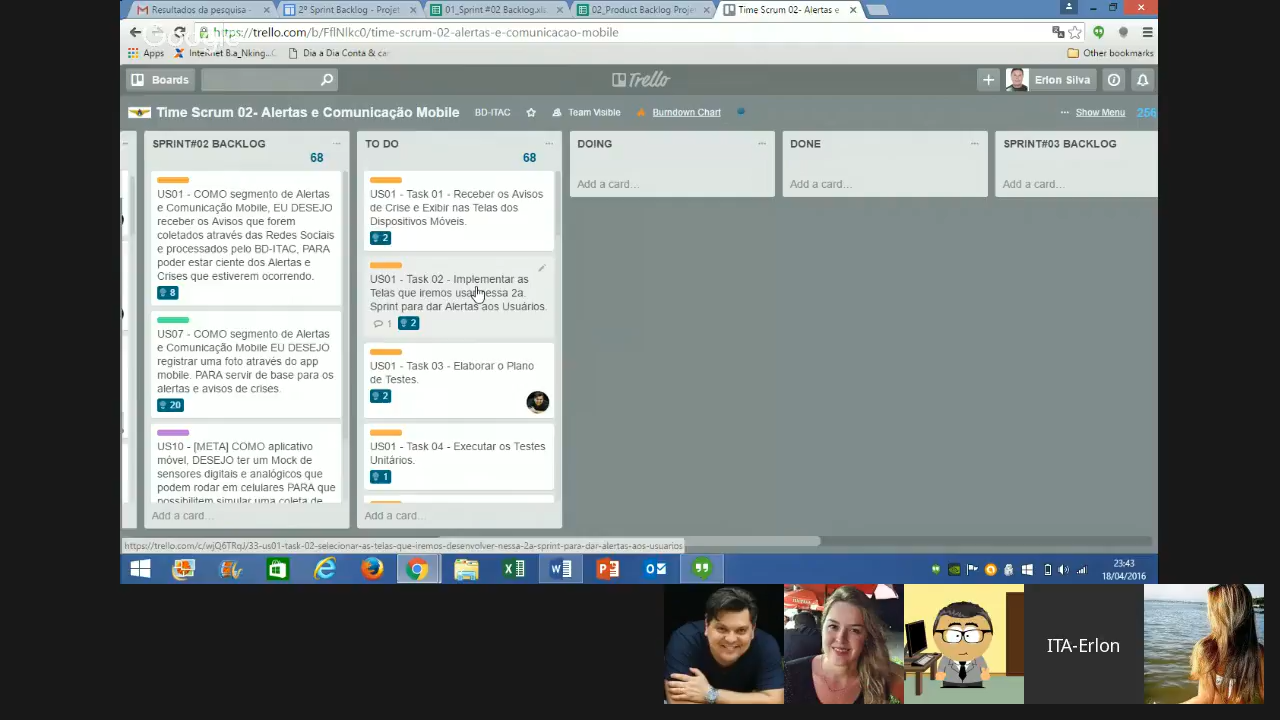 Resultados da pesquisa -
2º Sprint Backlog - Projet
01_Sprint #02 Backlog.xls
02_Product Backlog Proje
Time Scrum 02- Alertas e
Google
https://trello.com/b/FflNlkc0/time-scrum-02-alertas-e-comunicacao-mobile
Apps
Internet B.a_Nking...
Dia a Dia Conta & ca
Other bookmarks
Boards
Trello
Erlon Silva
Time Scrum 02- Alertas e Comunicação Mobile
BD-ITAC
Team Visible
Burndown Chart
Show Menu
256
SPRINT#02 BACKLOG
68
US01 - COMO segmento de Alertas
e Comunicação Mobile, EU DESEJO
receber os Avisos que forem
coletados através das Redes Sociais
e processados pelo BD-ITAC, PARA
poder estar ciente dos Alertas e
Crises que estiverem ocorrendo.
8
US07 - COMO segmento de Alertas
e Comunicação Mobile EU DESEJO
registrar uma foto através do app
mobile. PARA servir de base para os
alertas e avisos de crises.
20
US10 - [META] COMO aplicativo
móvel, DESEJO ter um Mock de
sensores digitais e analógicos que
podem rodar em celulares PARA que
possibilitem simular uma coleta de
Add a card...
TO DO
68
US01 - Task 01 - Receber os Avisos
de Crise e Exibir nas Telas dos
Dispositivos Móveis.
2
US01 - Task 02 - Implementar as
Telas que iremos usar nessa 2a.
Sprint para dar Alertas aos Usuários.
1 2
US01 - Task 03 - Elaborar o Plano
de Testes.
2
US01 - Task 04 - Executar os Testes
Unitários.
1
Add a card...
DOING
Add a card...
DONE
Add a card...
SPRINT#03 BACKLOG
Add a card...
https://trello.com/c/wjQ6TRqJ/33-us01-task-02-selecionar-as-telas-que-iremos-desenvolver-nessa-2a-sprint-para-dar-alertas-aos-usuarios
23:43
18/04/2016
ITA-Erlon